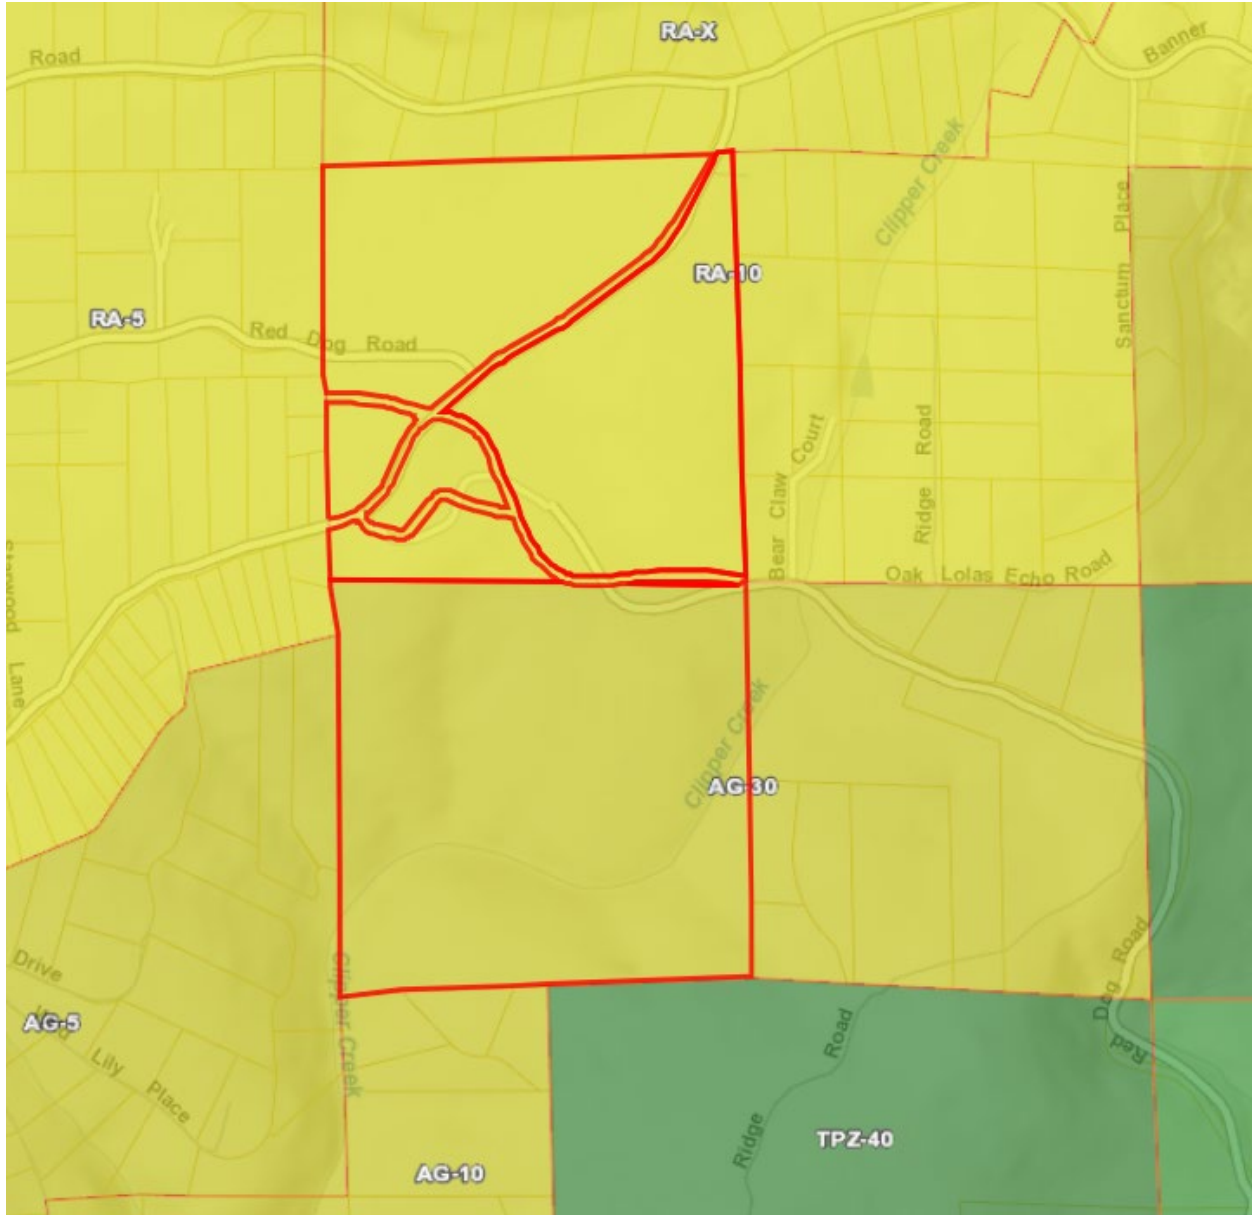 RA-X
Road
Banner
Clipper Creek
Sanctum Place
RA-10
RA-5
Red Dog Road
Bear Claw Court
Ridge Road
Oak Lolas Echo Road
Lane
Clipper Creek
AG-30
Drive
Clipper Creek
AG-5
Lily Place
Red Dog Road
Ridge Road
TPZ-40
AG-10